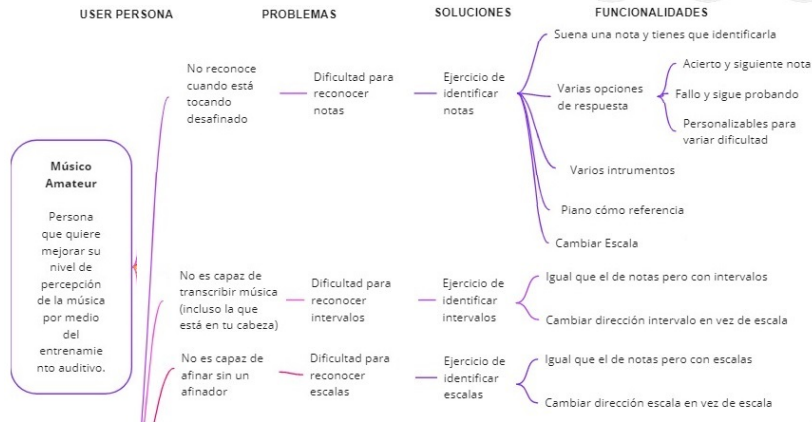 USER PERSONA
PROBLEMAS
SOLUCIONES
FUNCIONALIDADES
Músico
Amateur
Persona
que quiere
mejorar su
nivel de
percepción
de la música
por medio
del
entrenamie
nto auditivo.
No reconoce
cuando está
tocando
desafinado
Dificultad para
reconocer
notas
Ejercicio de
identificar
notas
Suena una nota y tienes que identificarla
Varias opciones
de respuesta
Acierto y siguiente nota
Fallo y sigue probando
Personalizables para
variar dificultad
Varios intrumentos
Piano cómo referencia
Cambiar Escala
No es capaz de
transcribir música
(incluso la que
está en tu cabeza)
Dificultad para
reconocer
intervalos
Ejercicio de
identificar
intervalos
Igual que el de notas pero con intervalos
Cambiar dirección intervalo en vez de escala
No es capaz de
afinar sin un
afinador
Dificultad para
reconocer
escalas
Ejercicio de
identificar
escalas
Igual que el de notas pero con escalas
Cambiar dirección escala en vez de escala